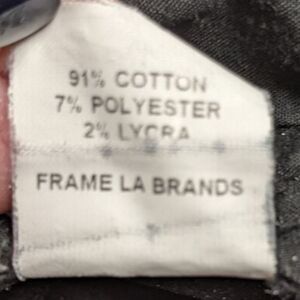 91% COTTON
7% POLYESTER
2% LYCRA
FRAME LA BRANDS